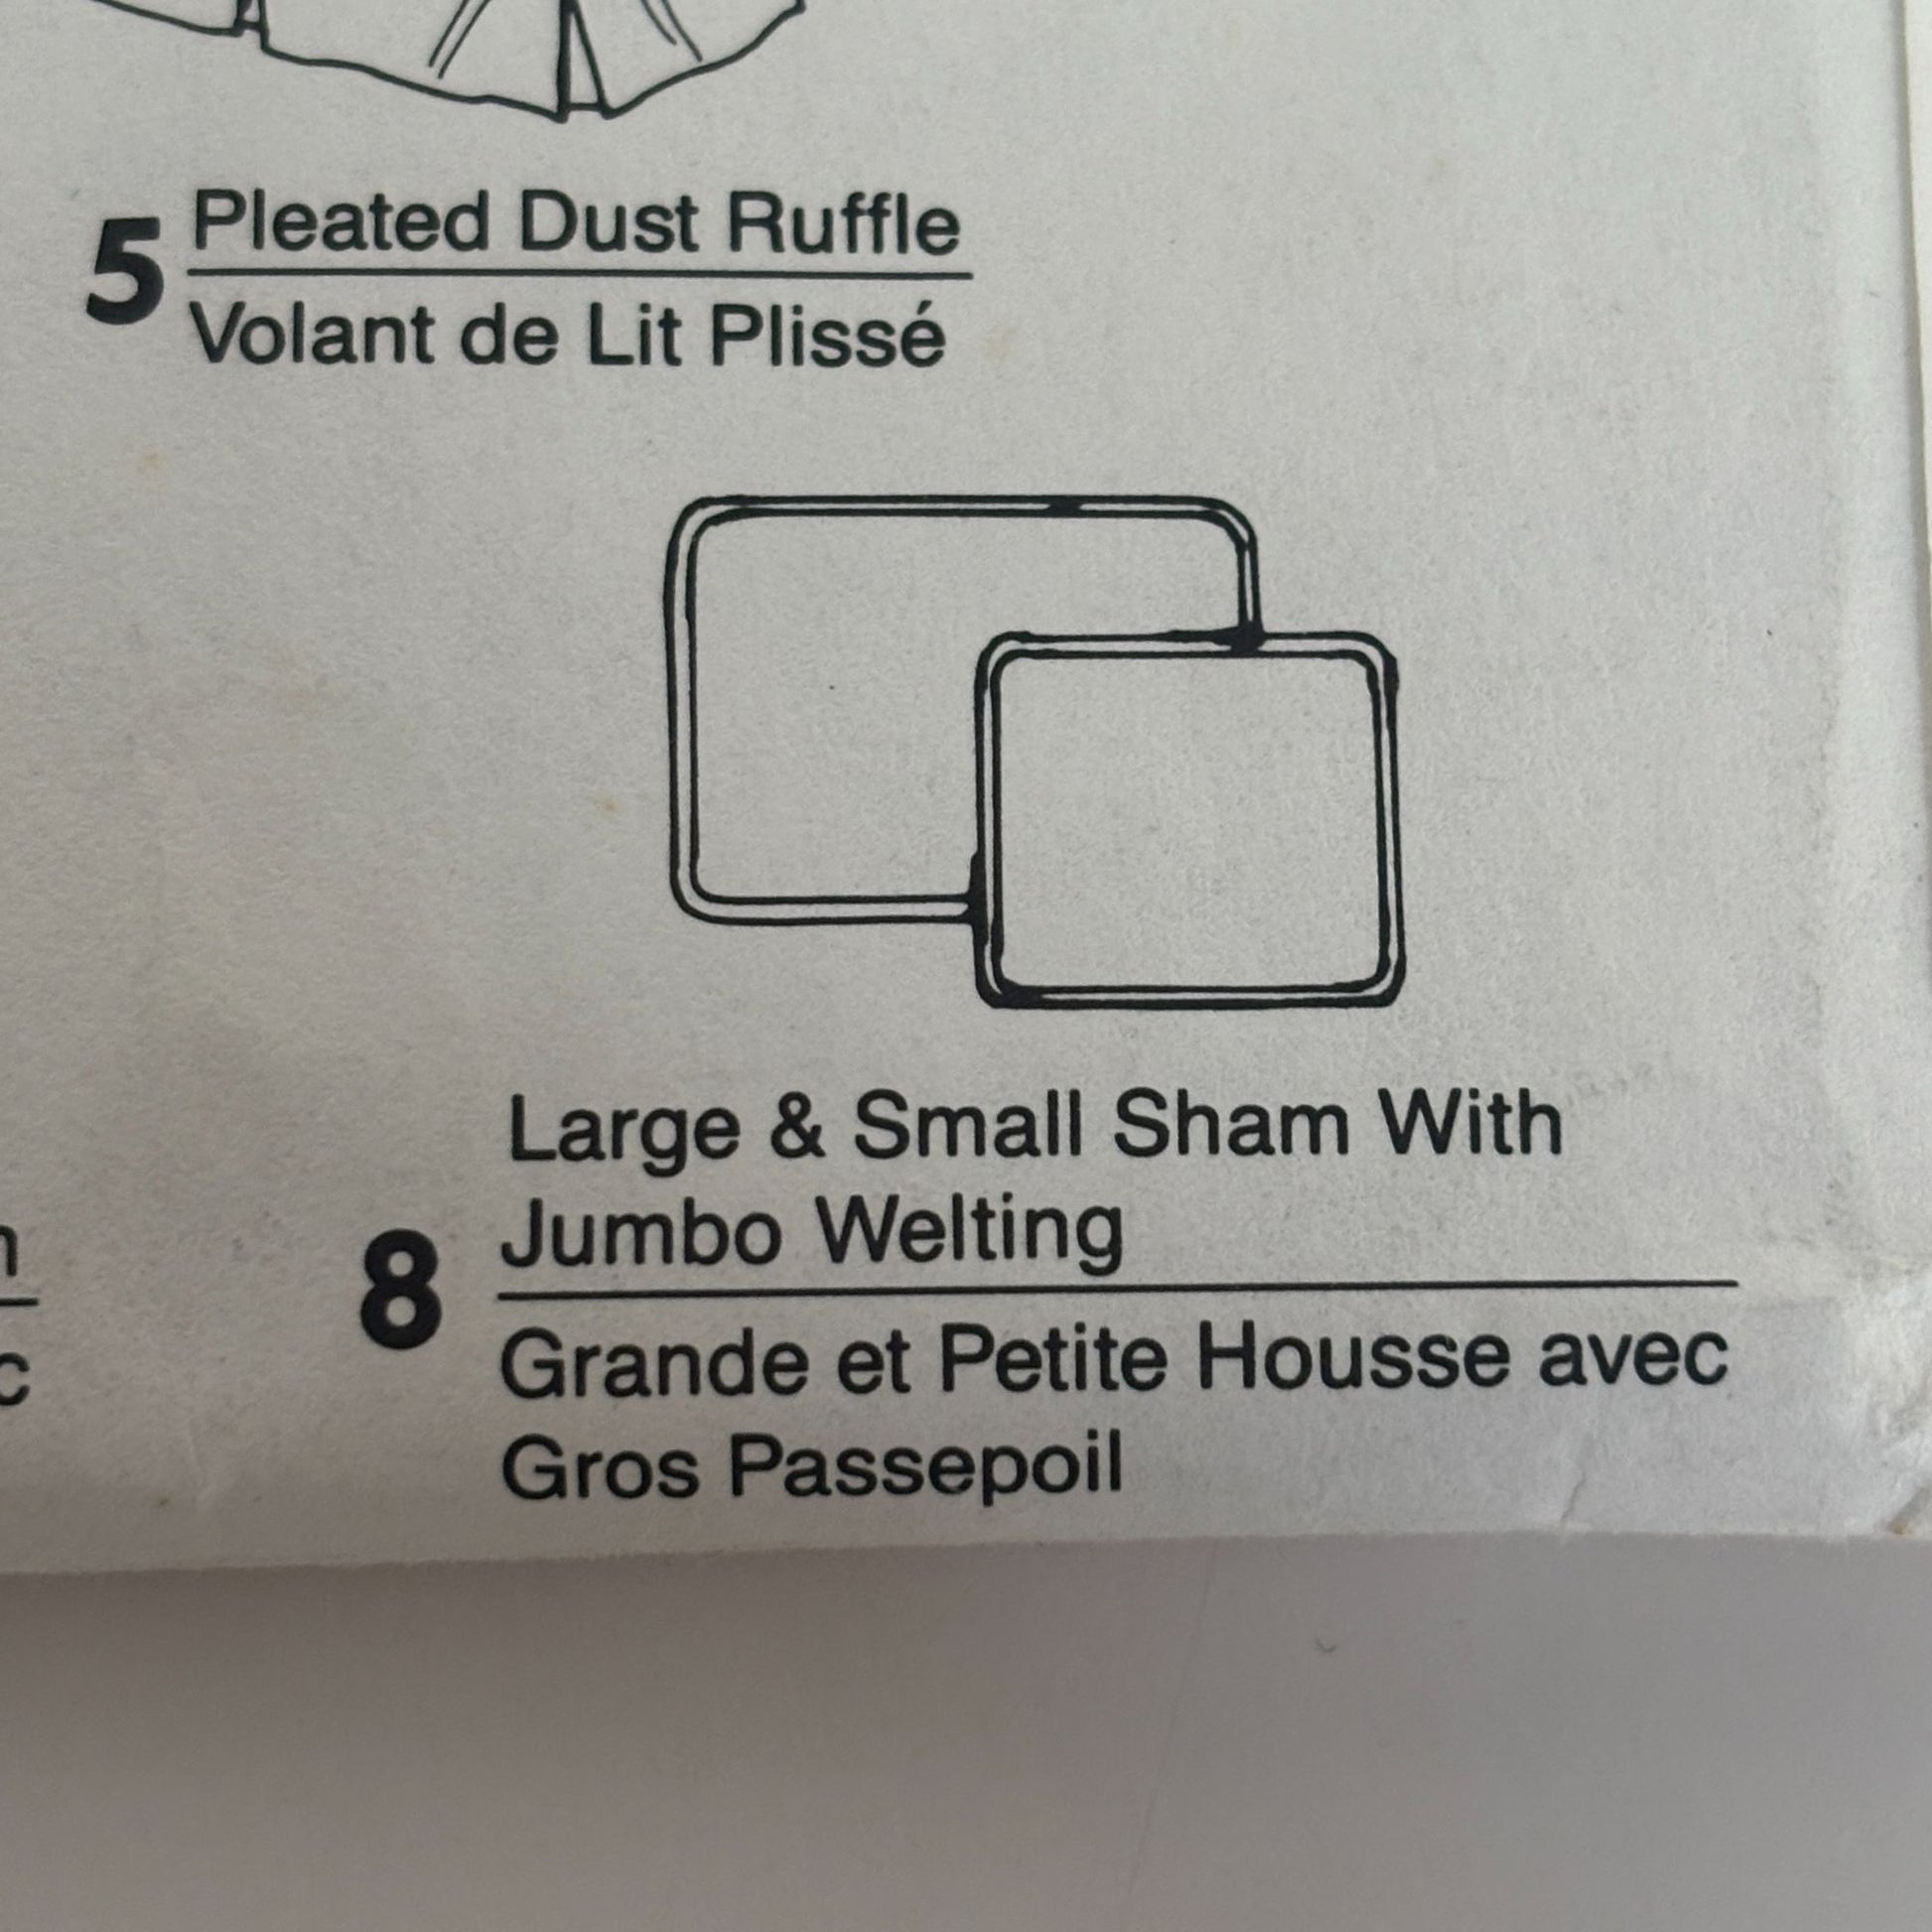 5 Pleated Dust Ruffle
Volant de Lit Plissé
Large & Small Sham With
8 Jumbo Welting
Grande et Petite Housse avec
Gros Passepoil